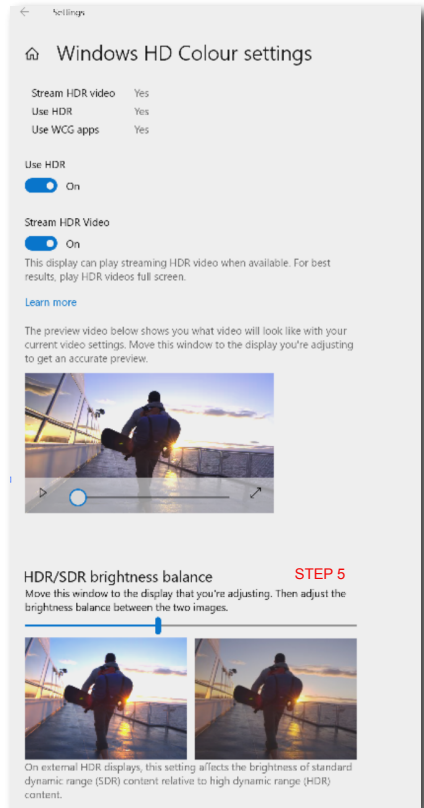 Settings
Windows HD Colour settings
Stream HDR video Yes
Use HDR Yes
Use WCG apps Yes
Use HDR
On
Stream HDR Video
On
This display can play streaming HDR video when available. For best
results, play HDR videos full screen.
Learn more
The preview video below shows you what video will look like with your
current video settings. Move this window to the display you're adjusting
to get an accurate preview.
HDR/SDR brightness balance STEP 5
Move this window to the display that you're adjusting. Then adjust the
brightness balance between the two images.
On external HDR displays, this setting affects the brightness of standard
dynamic range (SDR) content relative to high dynamic range (HDR)
content.